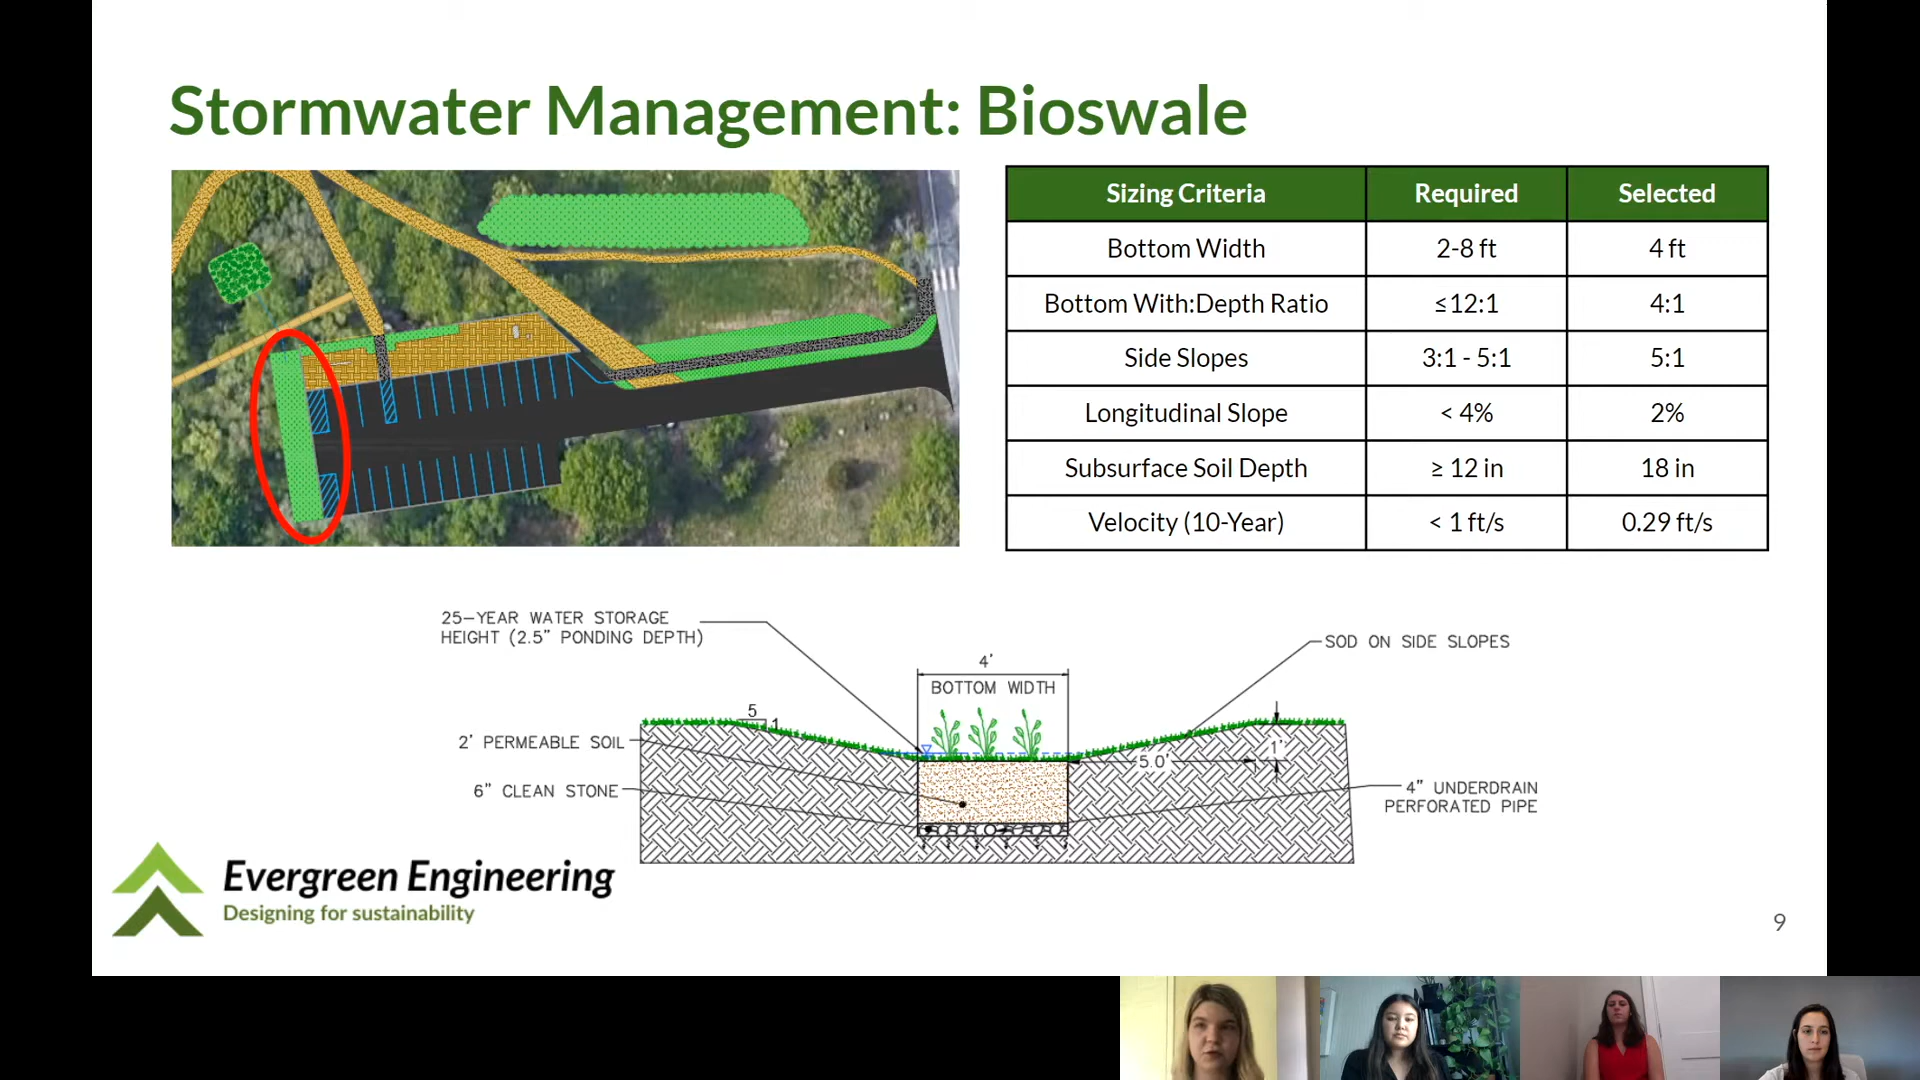 Stormwater Management: Bioswale
Sizing Criteria Required Selected
Bottom Width 2-8 ft 4 ft
Bottom With:Depth Ratio ≤12:1 4:1
Side Slopes 3:1 - 5:1 5:1
Longitudinal Slope < 4% 2%
Subsurface Soil Depth ≥ 12 in 18 in
Velocity (10-Year) < 1 ft/s 0.29 ft/s
25-YEAR WATER STORAGE
HEIGHT (2.5" PONDING DEPTH)
SOD ON SIDE SLOPES
4'
BOTTOM WIDTH
5
1
2' PERMEABLE SOIL
1'
5.0'
6" CLEAN STONE
4" UNDERDRAIN
PERFORATED PIPE
Evergreen Engineering
Designing for sustainability
9